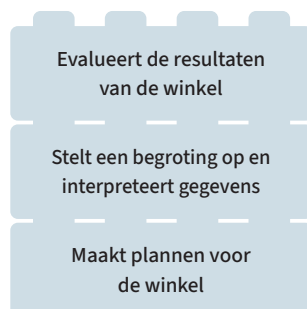 Evalueert de resultaten
van de winkel
Stelt een begroting op en
interpreteert gegevens
Maakt plannen voor
de winkel